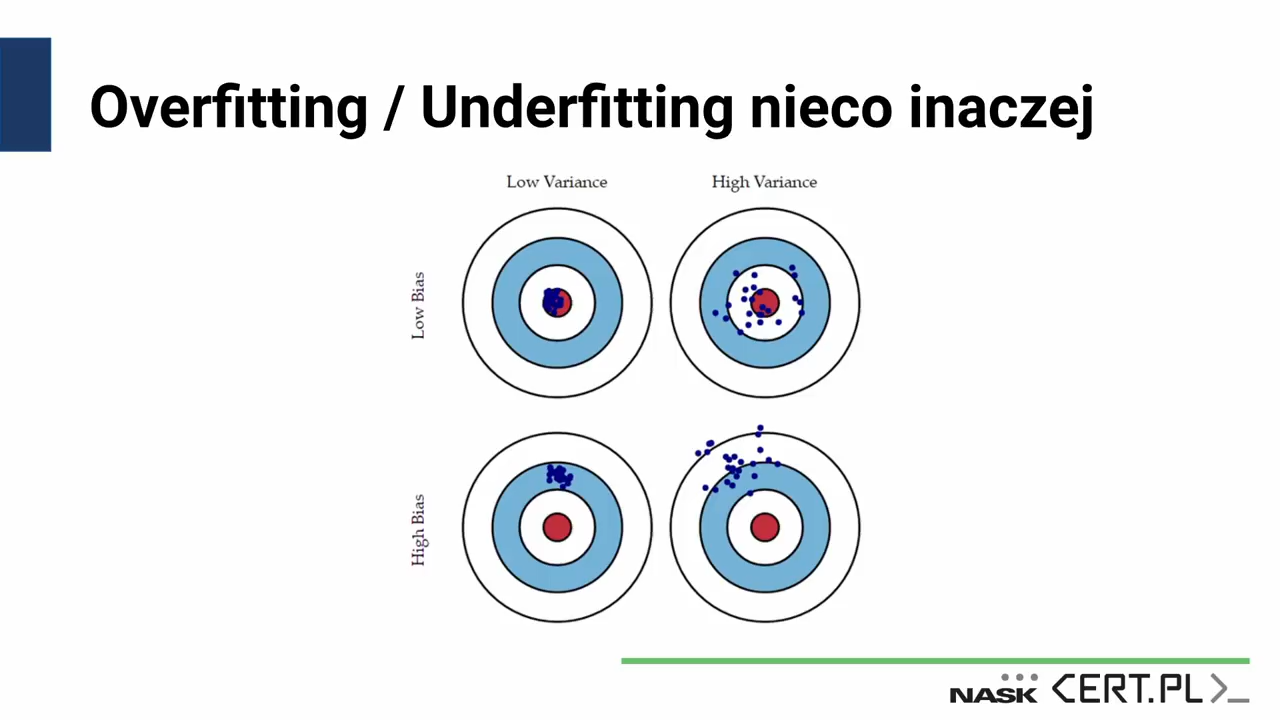 Overfitting / Underfitting nieco inaczej
Low Variance
High Variance
Low Bias
High Bias
NASK
CERT.PL>_